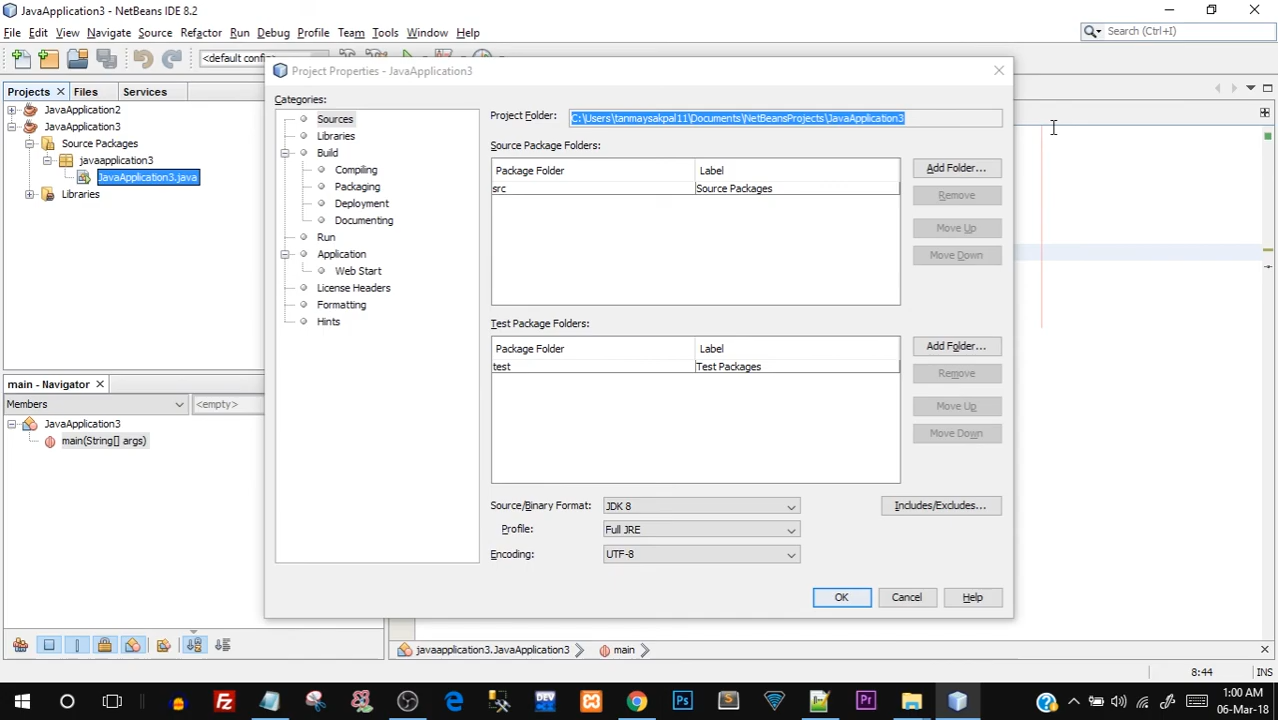 JavaApplication3 - NetBeans IDE 8.2
File Edit View Navigate Source Refactor Run Debug Profile Team Tools Window Help
Search (Ctrl+I)
<default config>
Project Properties - JavaApplication3
Projects Files Services
JavaApplication2
JavaApplication3
Source Packages
javaapplication3
JavaApplication3.java
Libraries
Categories:
Sources
Libraries
Build
Compiling
Packaging
Deployment
Documenting
Run
Application
Web Start
License Headers
Formatting
Hints
Project Folder: C:\Users\tanmaysakpal11\Documents\NetBeansProjects\JavaApplication3
Source Package Folders:
Package Folder Label
src Source Packages
Add Folder...
Remove
Move Up
Move Down
Test Package Folders:
Package Folder Label
test Test Packages
Add Folder...
Remove
Move Up
Move Down
Source/Binary Format: JDK 8
Includes/Excludes...
Profile: Full JRE
Encoding: UTF-8
OK Cancel Help
main - Navigator
Members <empty>
JavaApplication3
main(String[] args)
javaapplication3.JavaApplication3 main
8:44 INS
DEV
Ps
S
Pr
1:00 AM
06-Mar-18